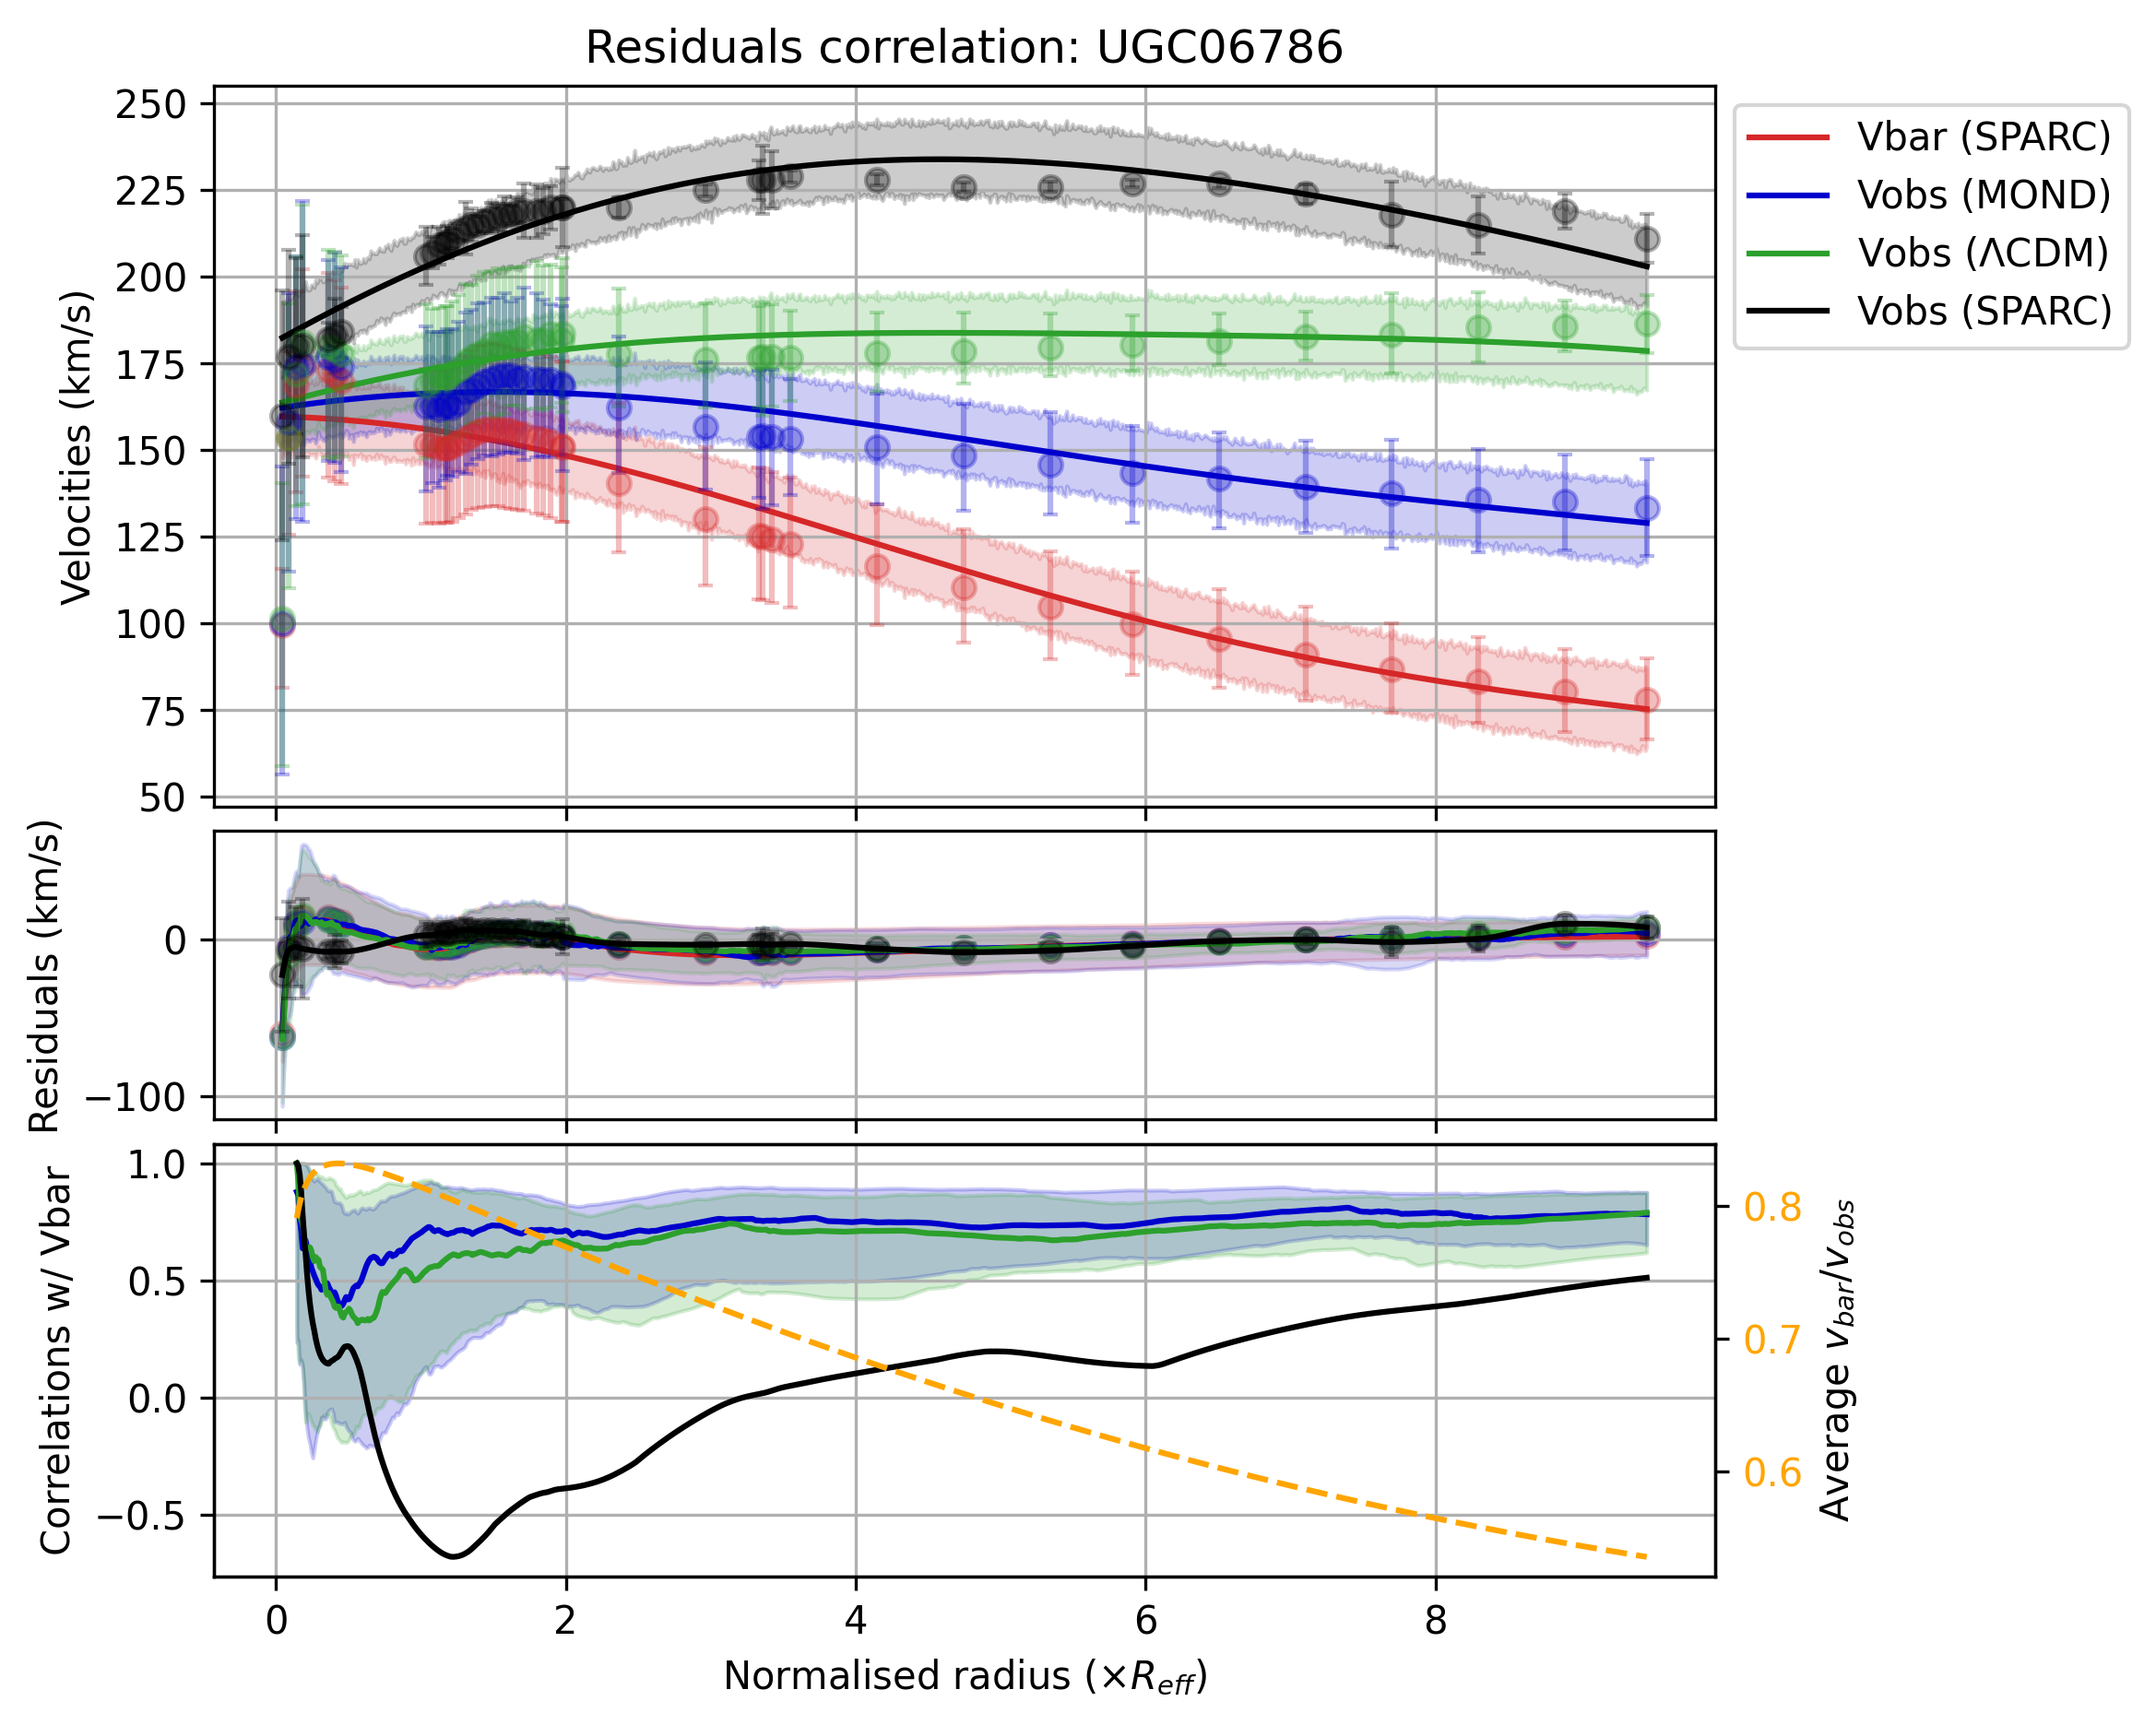 Residuals correlation: UGC06786
250
225
200
175
150
125
100
75
50
Velocities (km/s)
Vbar (SPARC)
Vobs (MOND)
Vobs (ΛCDM)
Vobs (SPARC)
0
−100
Residuals (km/s)
1.0
0.5
0.0
−0.5
Correlations w/ Vbar
0.8
0.7
0.6
Average v_bar/v_obs
0 2 4 6 8
Normalised radius (×R_eff)